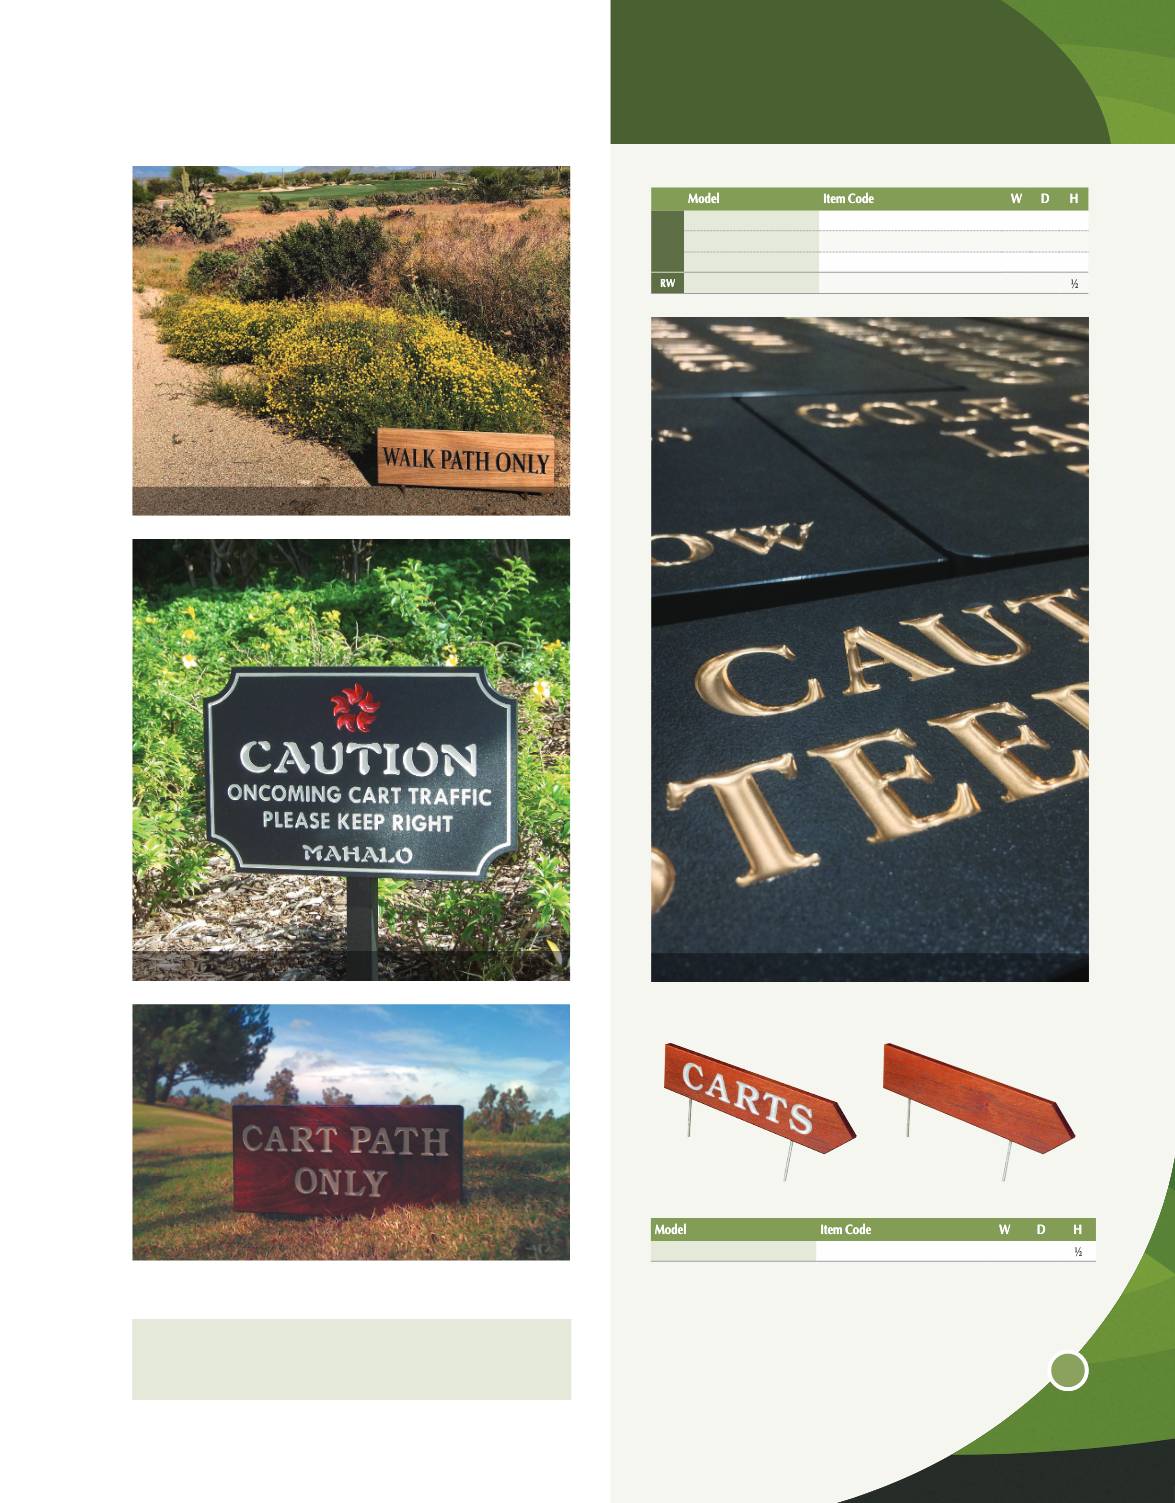 WALK PATH ONLY
CAUTION
ONCOMING CART TRAFFIC
PLEASE KEEP RIGHT
MAHALO
CART PATH
ONLY
Model Item Code W D H
RW ½
GOLF
OW
CAUT
TEE
CARTS
Model Item Code W D H
½